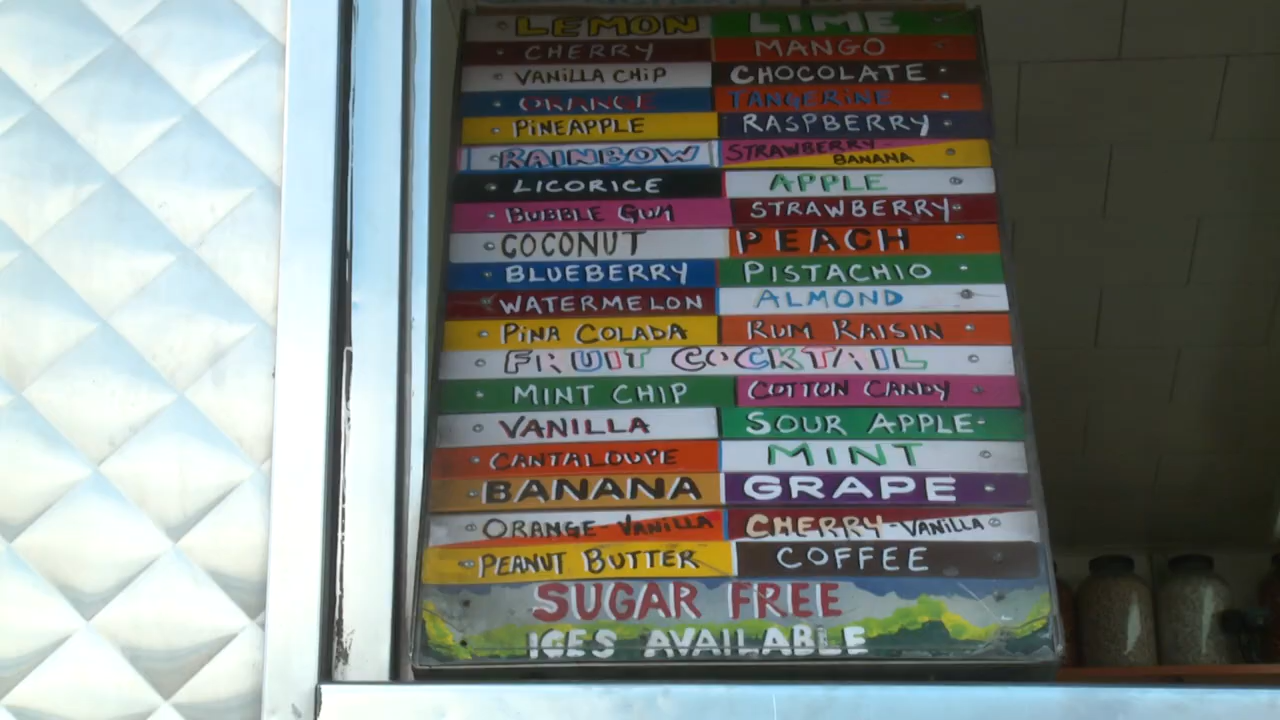 LEMON LIME
CHERRY MANGO
VANILLA CHIP CHOCOLATE
ORANGE TANGERINE
PINEAPPLE RASPBERRY
RAINBOW STRAWBERRY BANANA
LICORICE APPLE
BUBBLE GUM STRAWBERRY
COCONUT PEACH
BLUEBERRY PISTACHIO
WATERMELON ALMOND
PINA COLADA RUM RAISIN
FRUIT COCKTAIL
MINT CHIP COTTON CANDY
VANILLA SOUR APPLE
CANTALOUPE MINT
BANANA GRAPE
ORANGE-VANILLA CHERRY-VANILLA
PEANUT BUTTER COFFEE
SUGAR FREE
ICES AVAILABLE